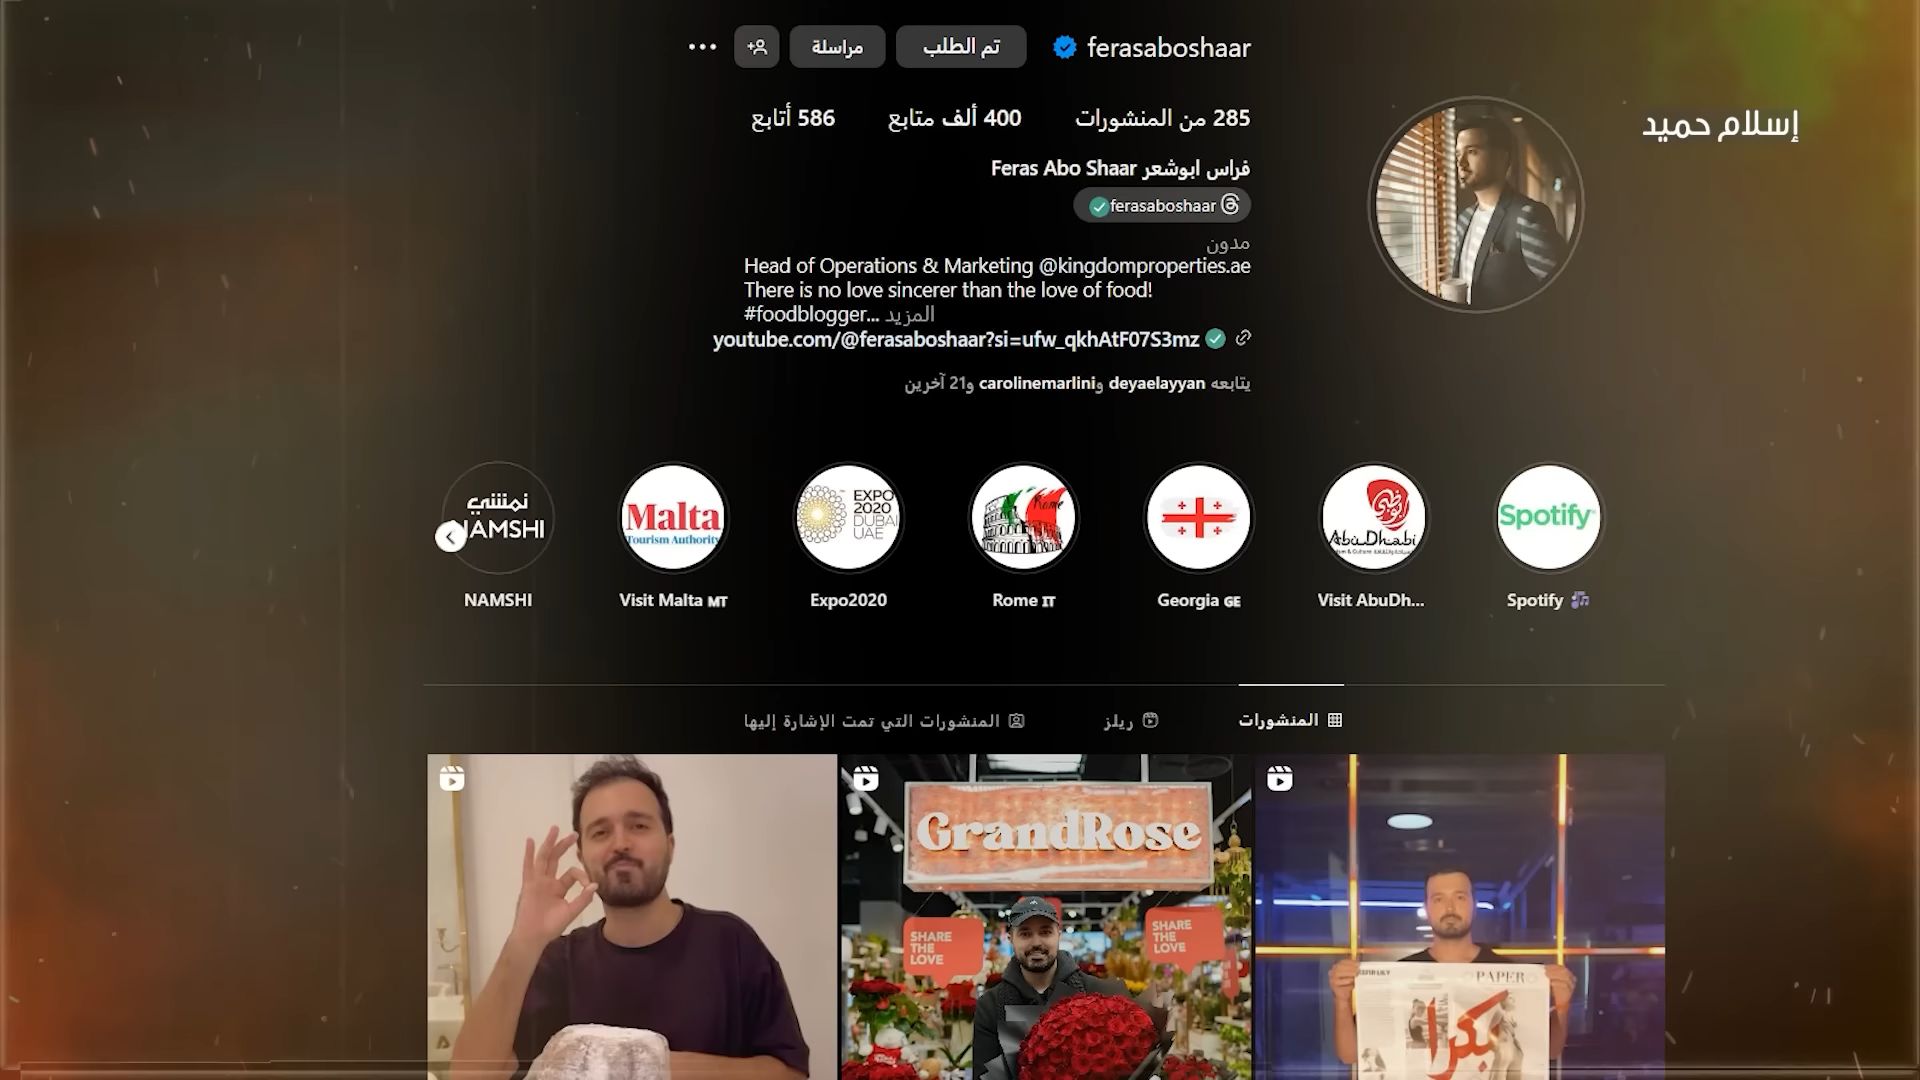 ferasaboshaar
تم الطلب
مراسلة
إسلام حميد
285 من المنشورات
400 ألف متابع
586 أتابع
فراس ابوشعر Feras Abo Shaar
ferasaboshaar
مدون
Head of Operations & Marketing @kingdomproperties.ae
There is no love sincerer than the love of food!
#foodblogger... المزيد
youtube.com/@ferasaboshaar?si=ufw_qkhAtF07S3mz
يتابعه deyaelayyan وcarolinemarlini و21 آخرين
Spotify
AbuDhabi
Rome
EXPO
2020
DUBAI
UAE
Malta
Tourism Authority
نمشي
NAMSHI
Spotify
Visit AbuDh...
Georgia GE
Rome IT
Expo2020
Visit Malta MT
NAMSHI
المنشورات
ريلز
المنشورات التي تمت الإشارة إليها
GrandRose
SHARE
THE
LOVE
SHARE
THE
LOVE
PAPER
بكرا